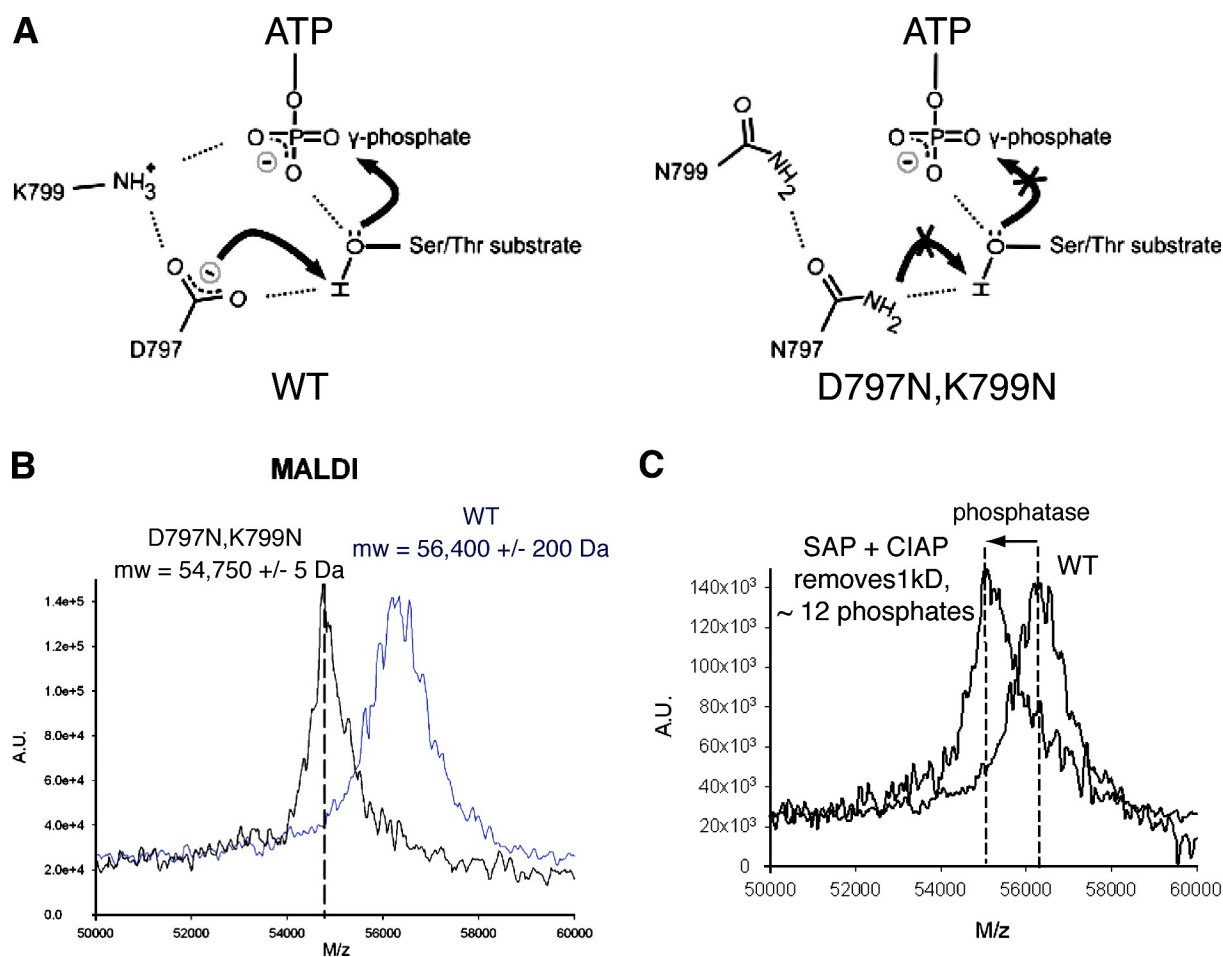 A
ATP
O
O P O γ-phosphate
-
O
K799 NH3+
O Ser/Thr substrate
O -
O H
D797
WT
ATP
O
O
O P O γ-phosphate
N799 NH2
-
O
O Ser/Thr substrate
O
NH2 H
N797
D797N,K799N
B
MALDI
D797N,K799N
mw = 54,750 +/- 5 Da
WT
mw = 56,400 +/- 200 Da
1.4e+5
1.2e+5
1.0e+5
8.0e+4
6.0e+4
4.0e+4
2.0e+4
0.0
A.U.
50000 52000 54000 56000 58000 60000
M/z
C
phosphatase
SAP + CIAP
removes1kD,
~ 12 phosphates
WT
140x10³
120x10³
100x10³
80x10³
60x10³
40x10³
20x10³
0
A.U.
50000 52000 54000 56000 58000 60000
M/z